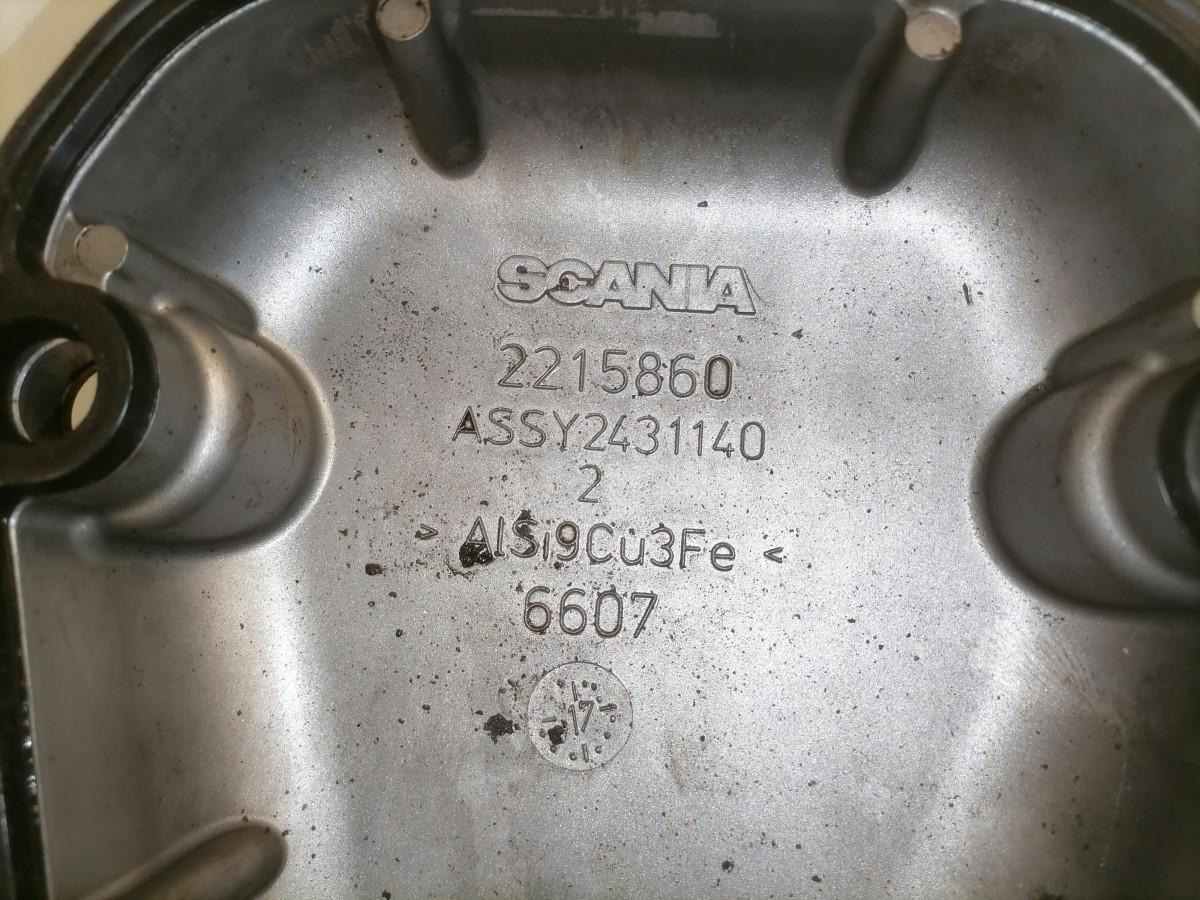 SCANIA
2215860
ASSY2431140
2
> AlSi9Cu3Fe <
6607
17